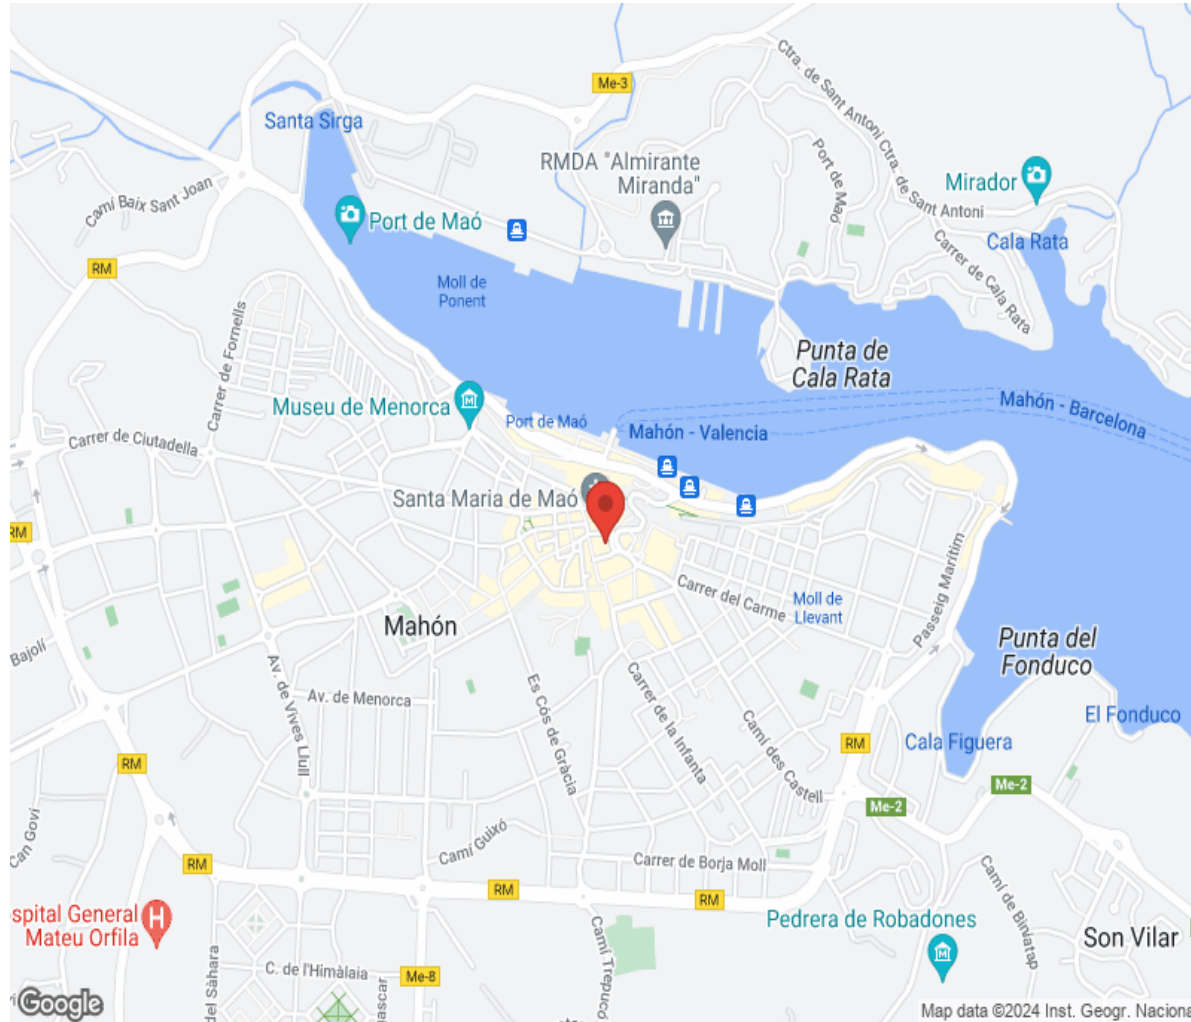 Me-3
Ctra. de Sant Antoni
Ctra. de Sant Antoni
Santa Sirga
RMDA "Almirante
Miranda"
Port de Maó
Mirador
Camí Baix Sant Joan
Port de Maó
Cala Rata
Carrer de Cala Rata
RM
Moll de
Ponent
Carrer de Fornells
Punta de
Cala Rata
Museu de Menorca
Port de Maó
Mahón - Valencia
Mahón - Barcelona
Carrer de Ciutadella
Santa Maria de Maó
RM
Carrer del Carme
Moll de
Llevant
Passeig Marítim
Mahón
Punta del
Fonduco
Bajolí
Av. de Vives Llull
Av. de Menorca
Es Cós de Gràcia
Carrer de la Infanta
Camí des Castell
El Fonduco
RM
Cala Figuera
RM
Me-2
Me-2
Can Govi
Camí Guixó
RM
Carrer de Borja Moll
RM
RM
Camí de Biniatap
spital General
Mateu Orfila
H
Pedrera de Robadones
Camí Trepucó
Son Vilar
del Sàhara
C. de l'Himàlaia
Me-8
gascar
Google
Map data ©2024 Inst. Geogr. Naciona